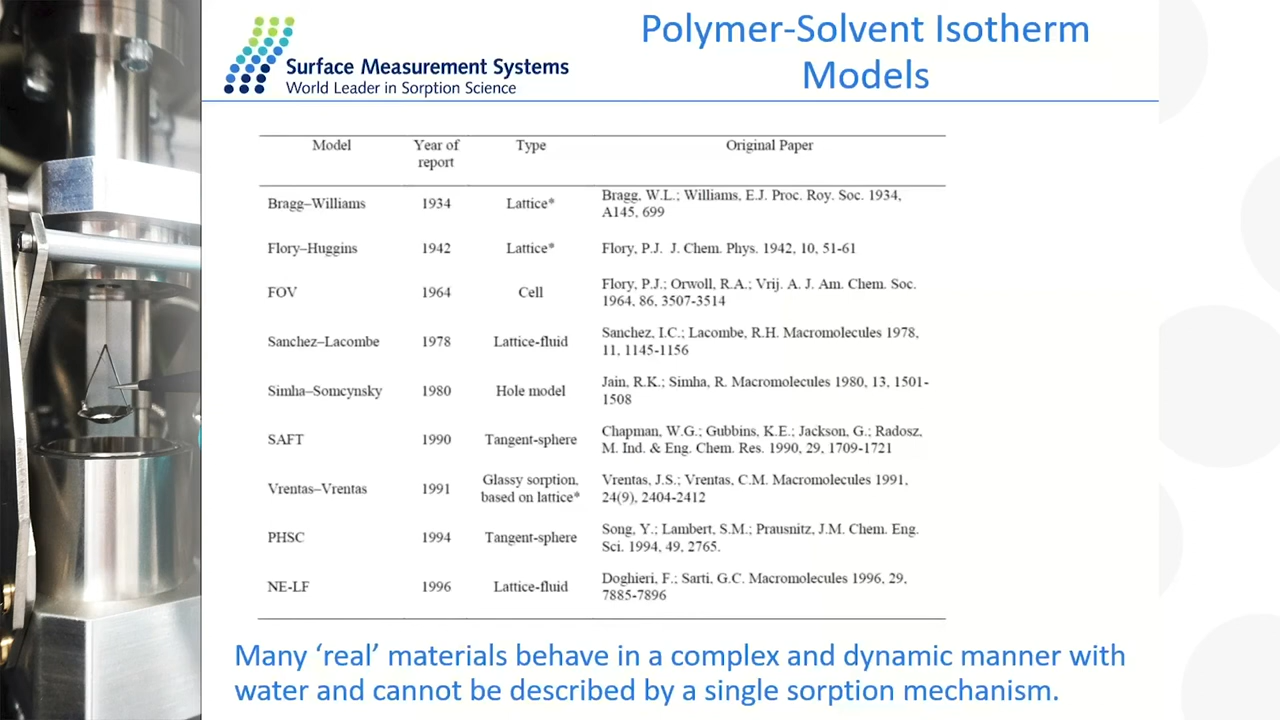 Polymer-Solvent Isotherm
Models
Surface Measurement Systems
World Leader in Sorption Science
Model Year of report Type Original Paper
Bragg–Williams 1934 Lattice* Bragg, W.L.; Williams, E.J. Proc. Roy. Soc. 1934,
A145, 699
Flory–Huggins 1942 Lattice* Flory, P.J. J. Chem. Phys. 1942, 10, 51-61
FOV 1964 Cell Flory, P.J.; Orwoll, R.A.; Vrij. A. J. Am. Chem. Soc.
1964, 86, 3507-3514
Sanchez–Lacombe 1978 Lattice-fluid Sanchez, I.C.; Lacombe, R.H. Macromolecules 1978,
11, 1145-1156
Simha–Somcynsky 1980 Hole model Jain, R.K.; Simha, R. Macromolecules 1980, 13, 1501-
1508
SAFT 1990 Tangent-sphere Chapman, W.G.; Gubbins, K.E.; Jackson, G.; Radosz,
M. Ind. & Eng. Chem. Res. 1990, 29, 1709-1721
Vrentas–Vrentas 1991 Glassy sorption, based on lattice* Vrentas, J.S.; Vrentas, C.M. Macromolecules 1991,
24(9), 2404-2412
PHSC 1994 Tangent-sphere Song, Y.; Lambert, S.M.; Prausnitz, J.M. Chem. Eng.
Sci. 1994, 49, 2765.
NE-LF 1996 Lattice-fluid Doghieri, F.; Sarti, G.C. Macromolecules 1996, 29,
7885-7896
Many ‘real’ materials behave in a complex and dynamic manner with
water and cannot be described by a single sorption mechanism.